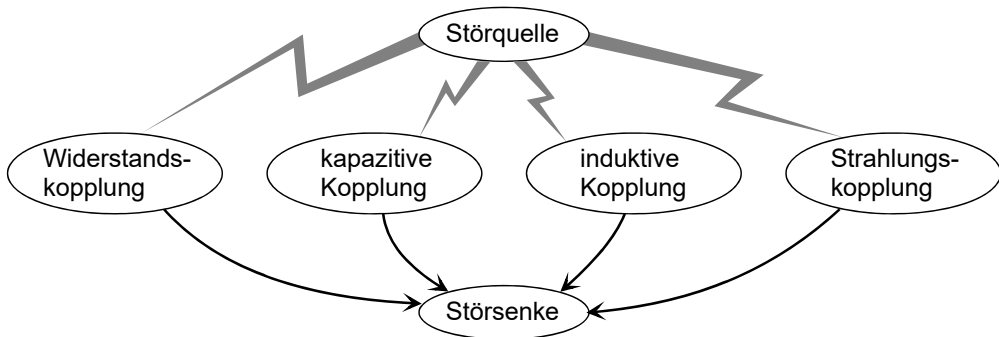 Störquelle
Widerstands-
kopplung
kapazitive
Kopplung
induktive
Kopplung
Strahlungs-
kopplung
Störsenke